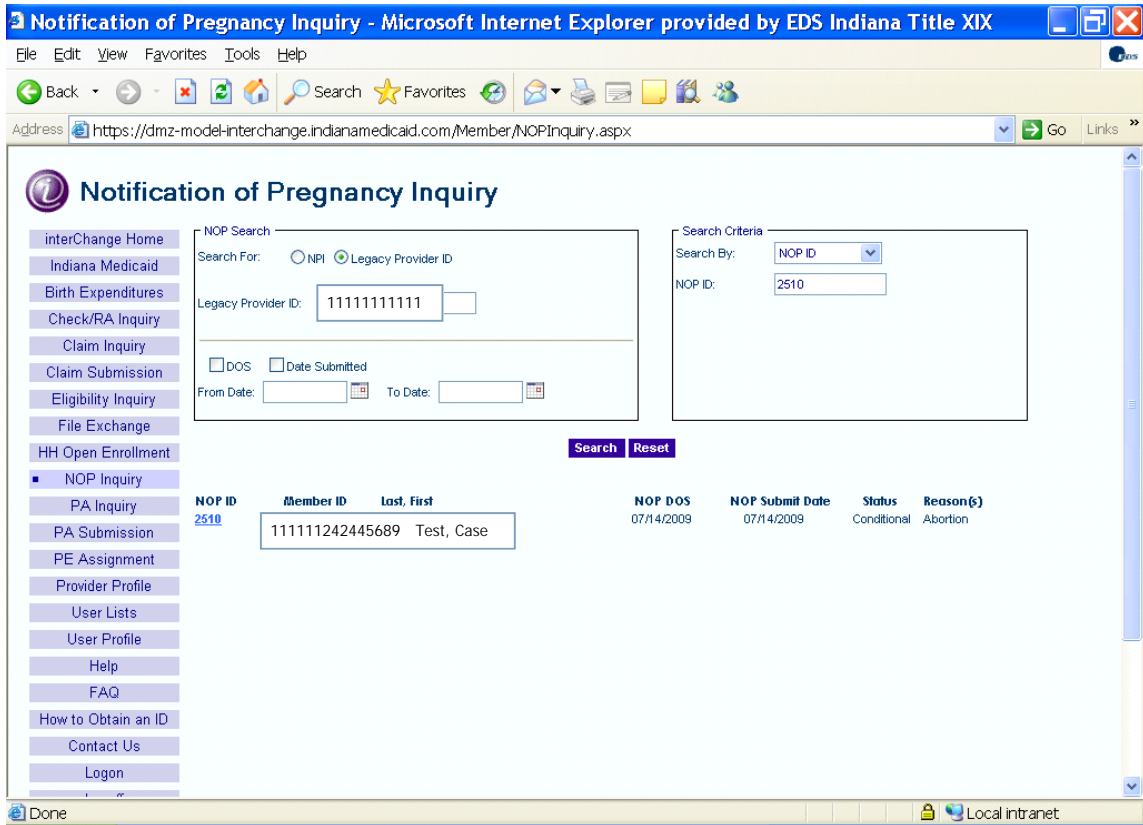 Notification of Pregnancy Inquiry - Microsoft Internet Explorer provided by EDS Indiana Title XIX
File Edit View Favorites Tools Help
EDS
Back Search Favorites
Address https://dmz-model-interchange.indianamedicaid.com/Member/NOPInquiry.aspx Go Links »
Notification of Pregnancy Inquiry
interChange Home
Indiana Medicaid
Birth Expenditures
Check/RA Inquiry
Claim Inquiry
Claim Submission
Eligibility Inquiry
File Exchange
HH Open Enrollment
NOP Inquiry
PA Inquiry
PA Submission
PE Assignment
Provider Profile
User Lists
User Profile
Help
FAQ
How to Obtain an ID
Contact Us
Logon
NOP Search
Search For: NPI Legacy Provider ID
Legacy Provider ID: 11111111111
DOS Date Submitted
From Date: To Date:
Search Criteria
Search By: NOP ID
NOP ID: 2510
Search Reset
NOP ID Member ID Last, First NOP DOS NOP Submit Date Status Reason(s)
2510 111111242445689 Test, Case 07/14/2009 07/14/2009 Conditional Abortion
Done Local intranet